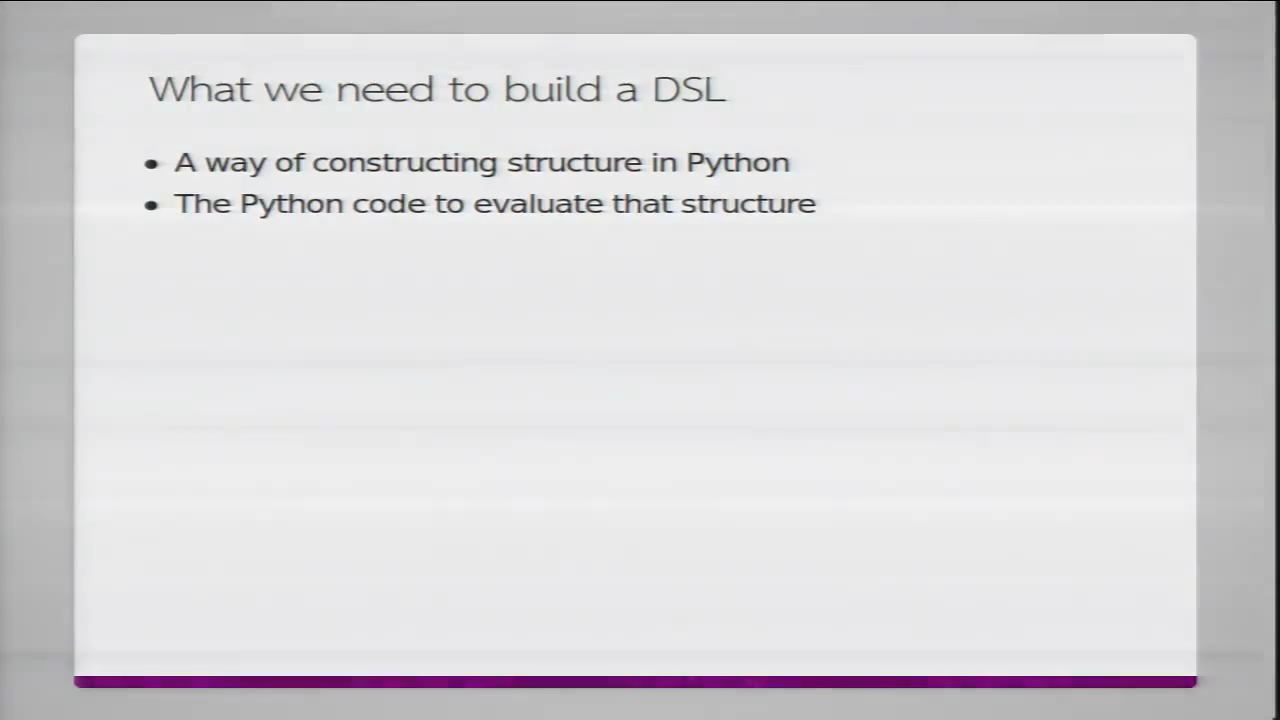 What we need to build a DSL
• A way of constructing structure in Python
• The Python code to evaluate that structure